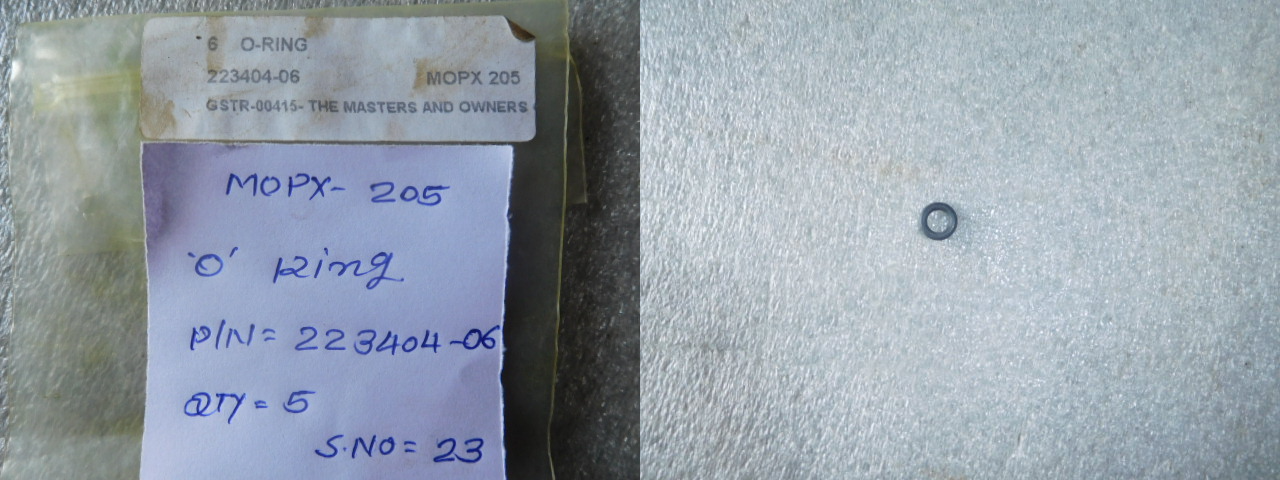 6 O-RING
223404-06 MOPX 205
GSTR-00415- THE MASTERS AND OWNERS
MOPX- 205
'O' Ring
P/N= 223404-06
QTY = 5
S.NO = 23